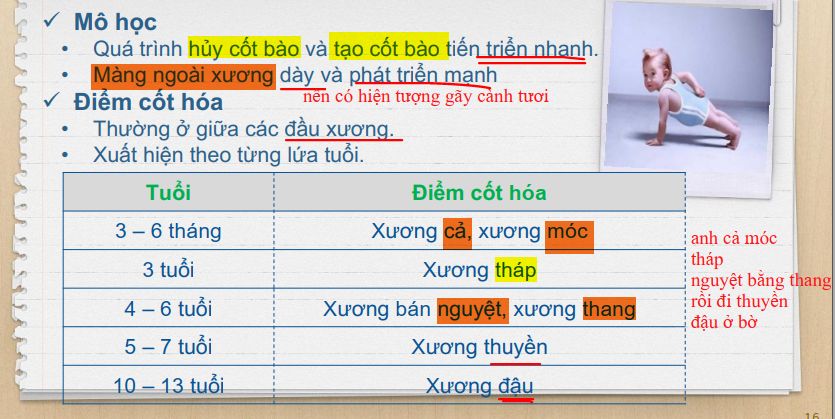 Mô học
Quá trình hủy cốt bào và tạo cốt bào tiến triển nhanh.
Màng ngoài xương dày và phát triển mạnh
nên có hiện tượng gãy cành tươi
Điểm cốt hóa
Thường ở giữa các đầu xương.
Xuất hiện theo từng lứa tuổi.
Tuổi Điểm cốt hóa
3 – 6 tháng Xương cả, xương móc
3 tuổi Xương tháp
4 – 6 tuổi Xương bán nguyệt, xương thang
5 – 7 tuổi Xương thuyền
10 – 13 tuổi Xương đậu
anh cả móc
tháp
nguyệt bằng thang
rồi đi thuyền
đậu ở bờ
16